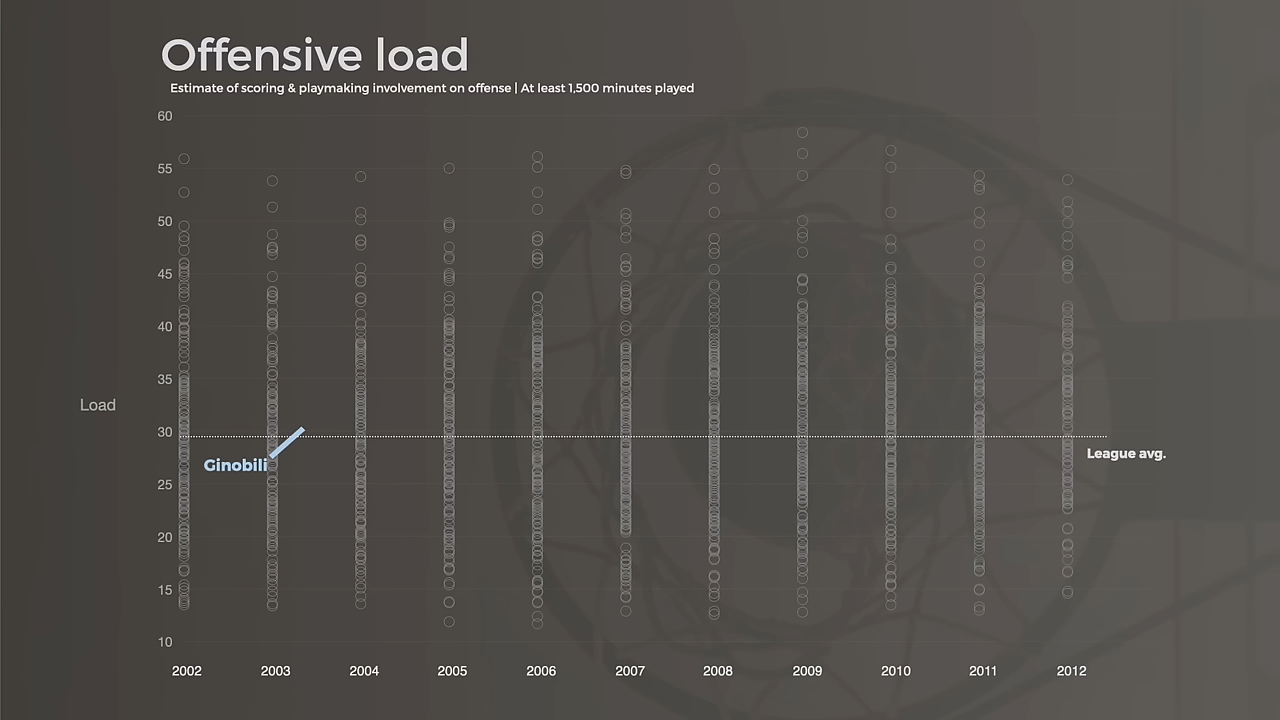 Offensive load
Estimate of scoring & playmaking involvement on offense | At least 1,500 minutes played
60
55
50
45
40
35
Load
30
25
20
15
10
Ginobili
League avg.
2002 2003 2004 2005 2006 2007 2008 2009 2010 2011 2012